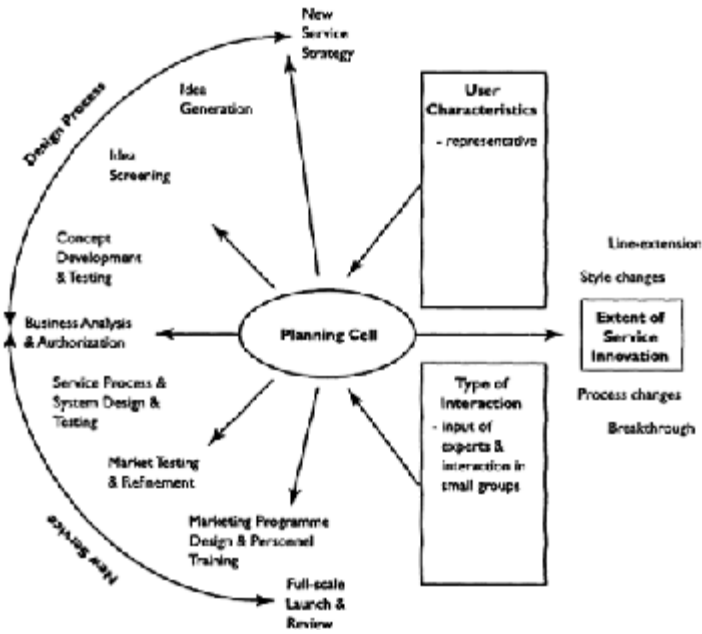 New
Service
Strategy
Design Process
Idea
Generation
Idea
Screening
Concept
Development
& Testing
Business Analysis
& Authorization
Service Process &
System Design &
Testing
Market Testing
& Refinement
Marketing Programme
Design & Personnel
Training
New Service
Full-scale
Launch &
Review
Planning Cell
User
Characteristics
- representative
Type of
Interaction
- input of
experts &
interaction in
small groups
Line-extension
Style changes
Extent of
Service
Innovation
Process changes
Breakthrough